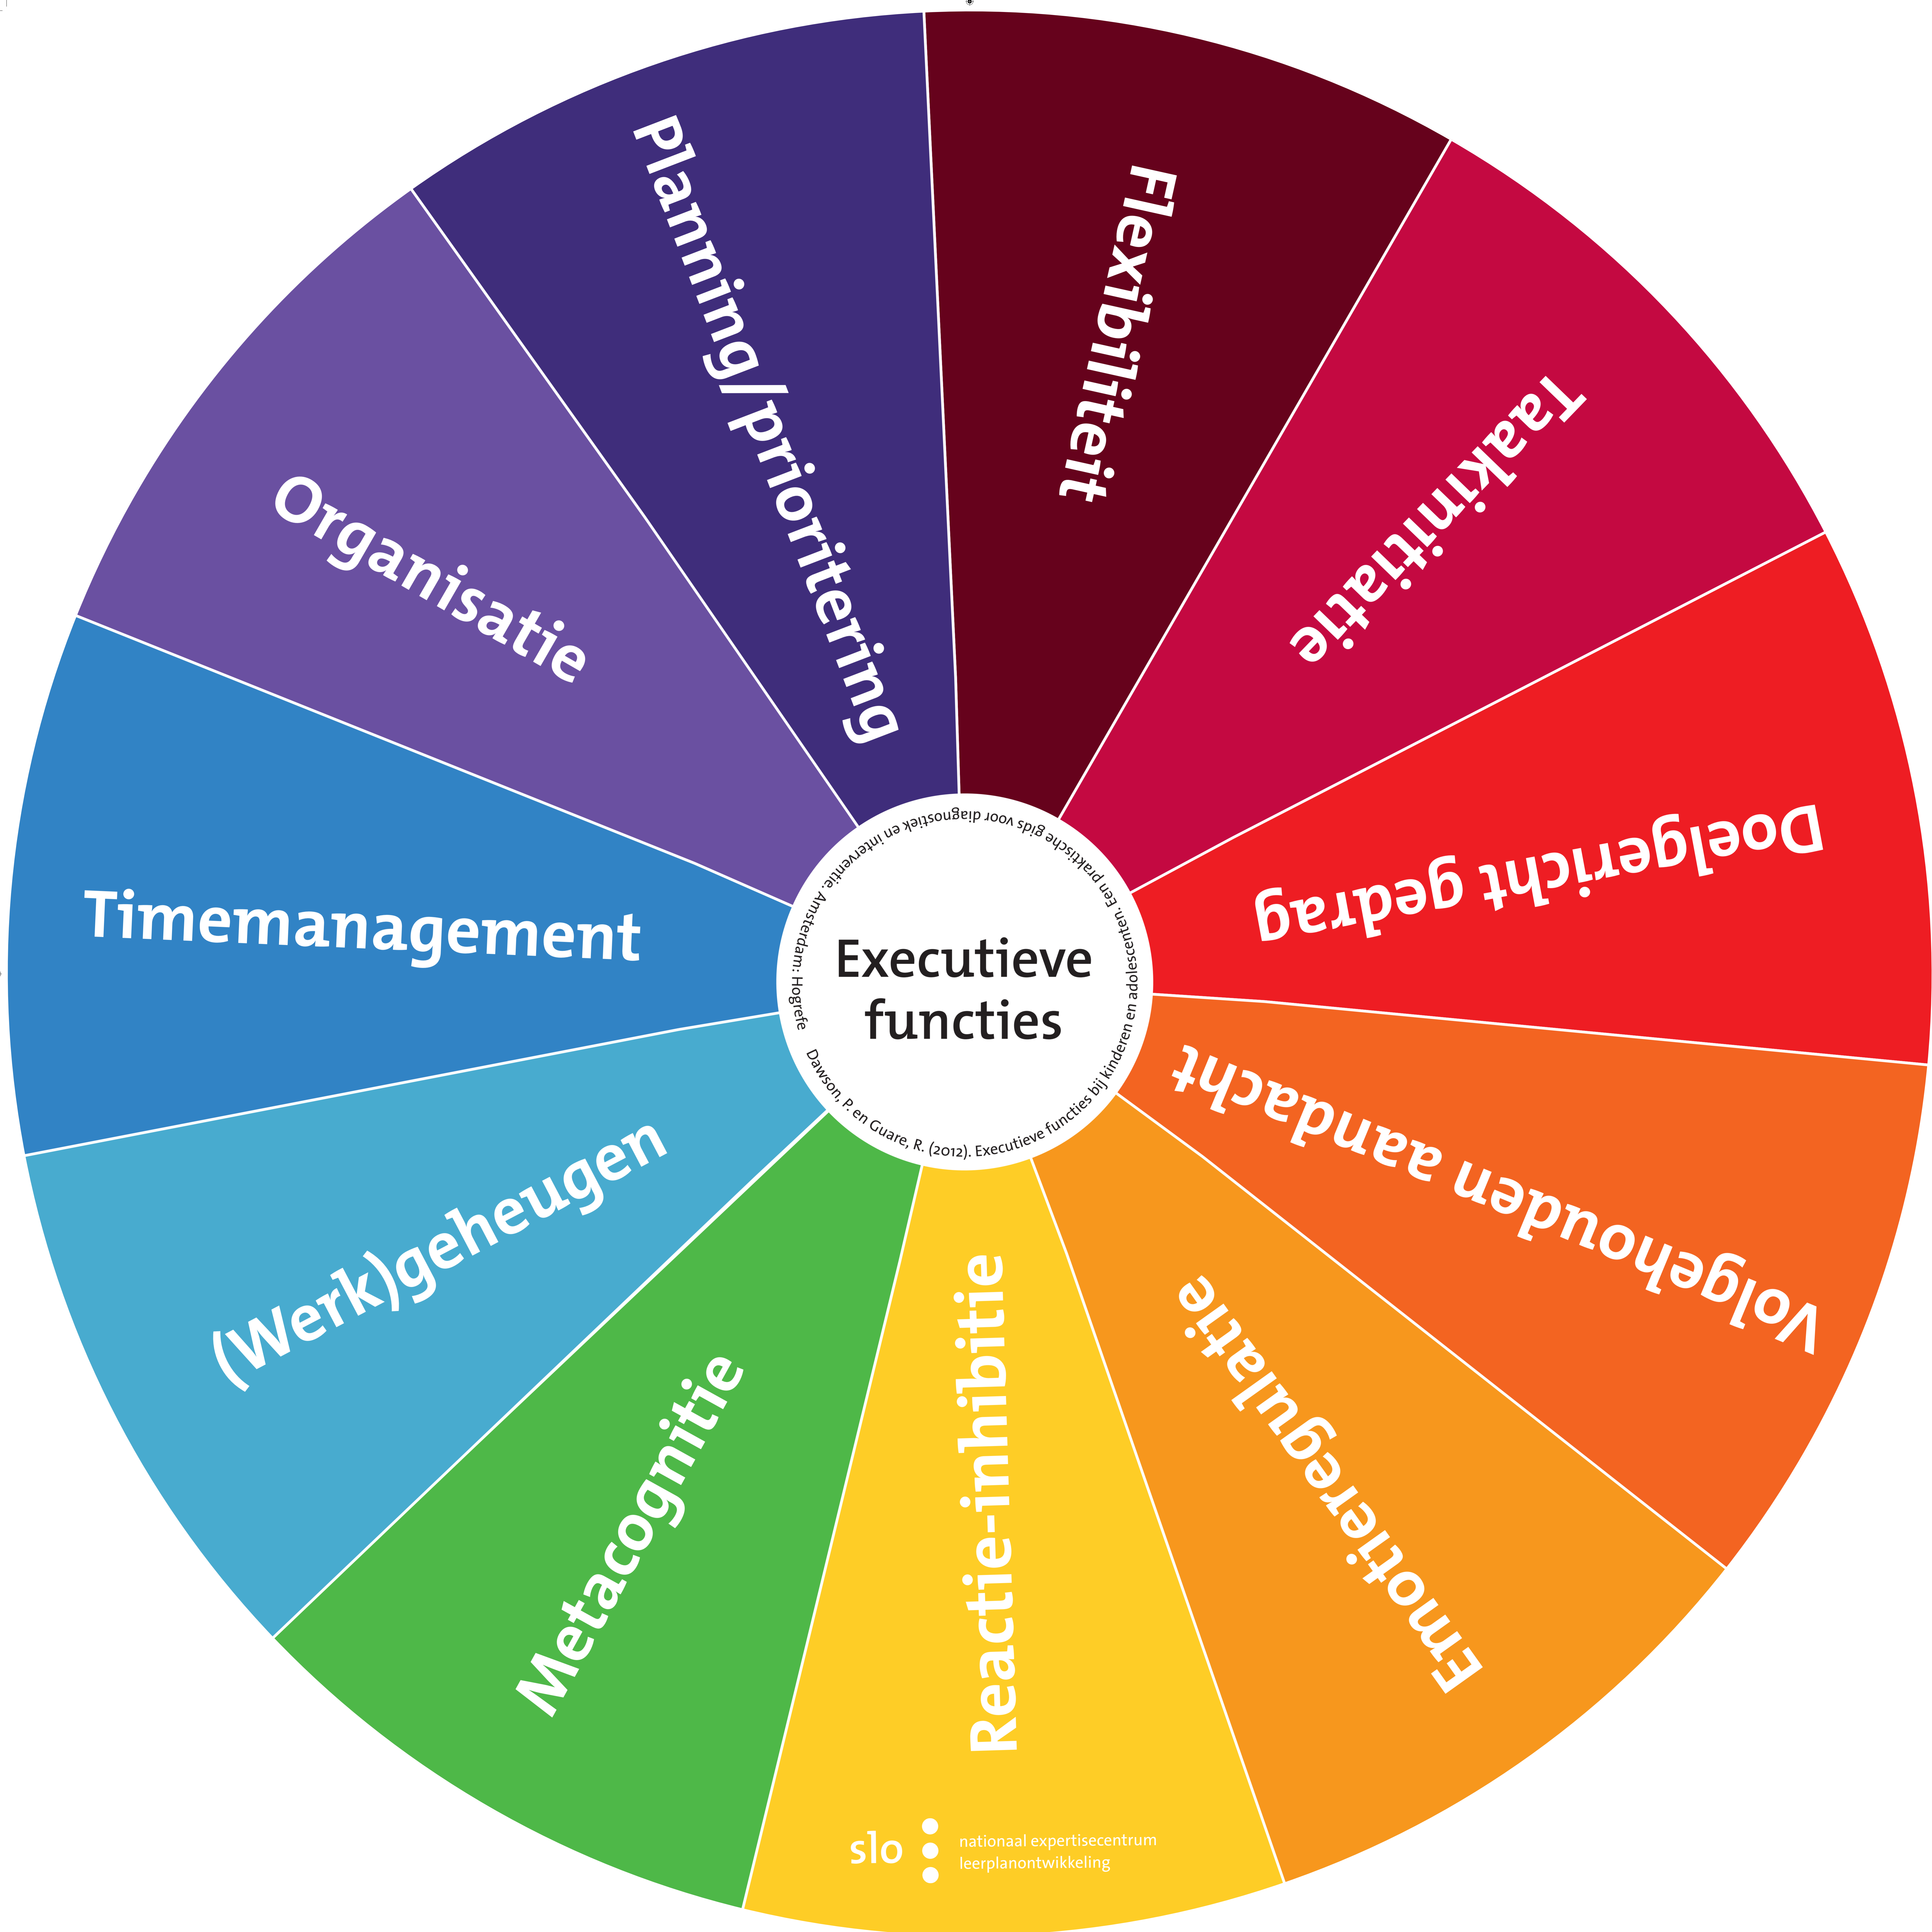 Executieve
functies
Dawson, P. en Guare, R. (2012). Executieve functies bij kinderen en adolescenten. Een praktische gids voor diagnostiek en interventie. Amsterdam: Hogrefe
Flexibiliteit
Taakinitiatie
Doelgericht gedrag
Volgehouden aandacht
Emotieregulatie
Reactie-inhibitie
Metacognitie
(Werk)geheugen
Timemanagement
Organisatie
Planning/prioritering
slo
nationaal expertisecentrum
leerplanontwikkeling